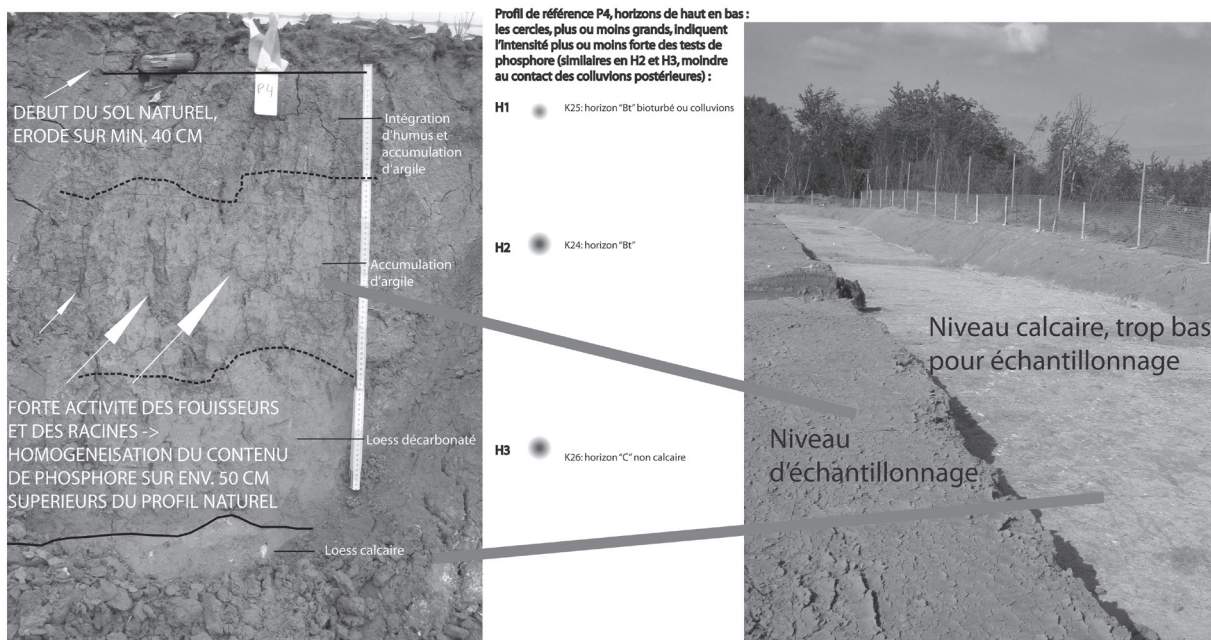 P4
DEBUT DU SOL NATUREL,
ERODE SUR MIN. 40 CM
Intégration
d'humus et
accumulation
d'argile
Accumulation
d'argile
FORTE ACTIVITE DES FOUISSEURS
ET DES RACINES ->
HOMOGENEISATION DU CONTENU
DE PHOSPHORE SUR ENV. 50 CM
SUPERIEURS DU PROFIL NATUREL
Loess décarbonaté
Loess calcaire
Profil de référence P4, horizons de haut en bas :
les cercles, plus ou moins grands, indiquent
l'intensité plus ou moins forte des tests de
phosphore (similaires en H2 et H3, moindre
au contact des colluvions postérieures) :
H1 K25: horizon "Bt" bioturbé ou colluvions
H2 K24: horizon "Bt"
H3 K26: horizon "C" non calcaire
Niveau calcaire, trop bas
pour échantillonnage
Niveau
d'échantillonnage